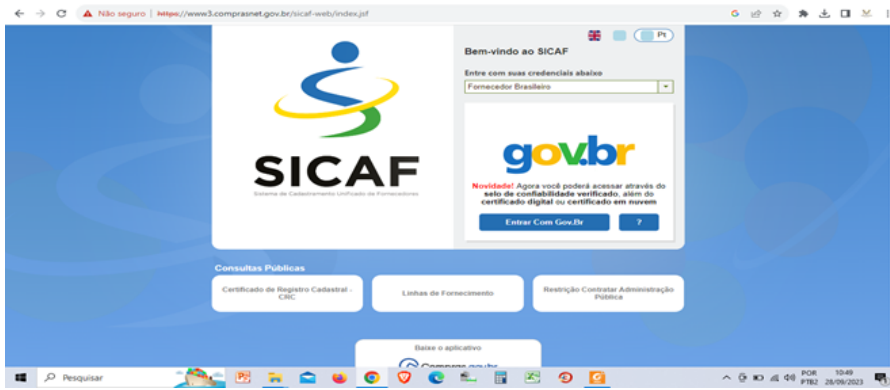 Não seguro | https://www3.comprasnet.gov.br/sicaf-web/index.jsf
Pt
Bem-vindo ao SICAF
Entre com suas credenciais abaixo
Fornecedor Brasileiro
SICAF
Sistema de Cadastramento Unificado de Fornecedores
gov.br
Novidade! Agora você poderá acessar através do
selo de confiabilidade verificado, além do
certificado digital ou certificado em nuvem
Entrar Com Gov.Br
?
Consultas Públicas
Certificado de Registro Cadastral -
CRC
Linhas de Fornecimento
Restrição Contratar Administração
Pública
Baixe o aplicativo
Compras.gov.br
Pesquisar
POR
PTB2
10:49
28/09/2023